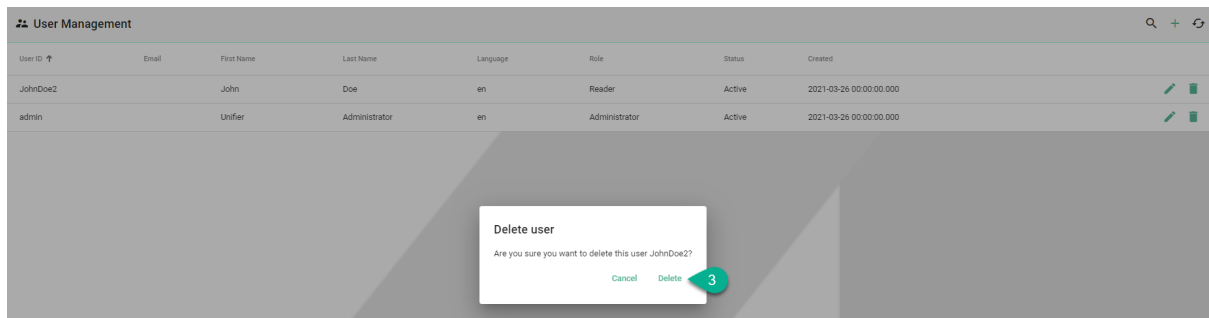 User Management
User ID Email First Name Last Name Language Role Status Created
JohnDoe2 John Doe en Reader Active 2021-03-26 00:00:00.000
admin Unifier Administrator en Administrator Active 2021-03-26 00:00:00.000
Delete user
Are you sure you want to delete this user JohnDoe2?
Cancel Delete 3